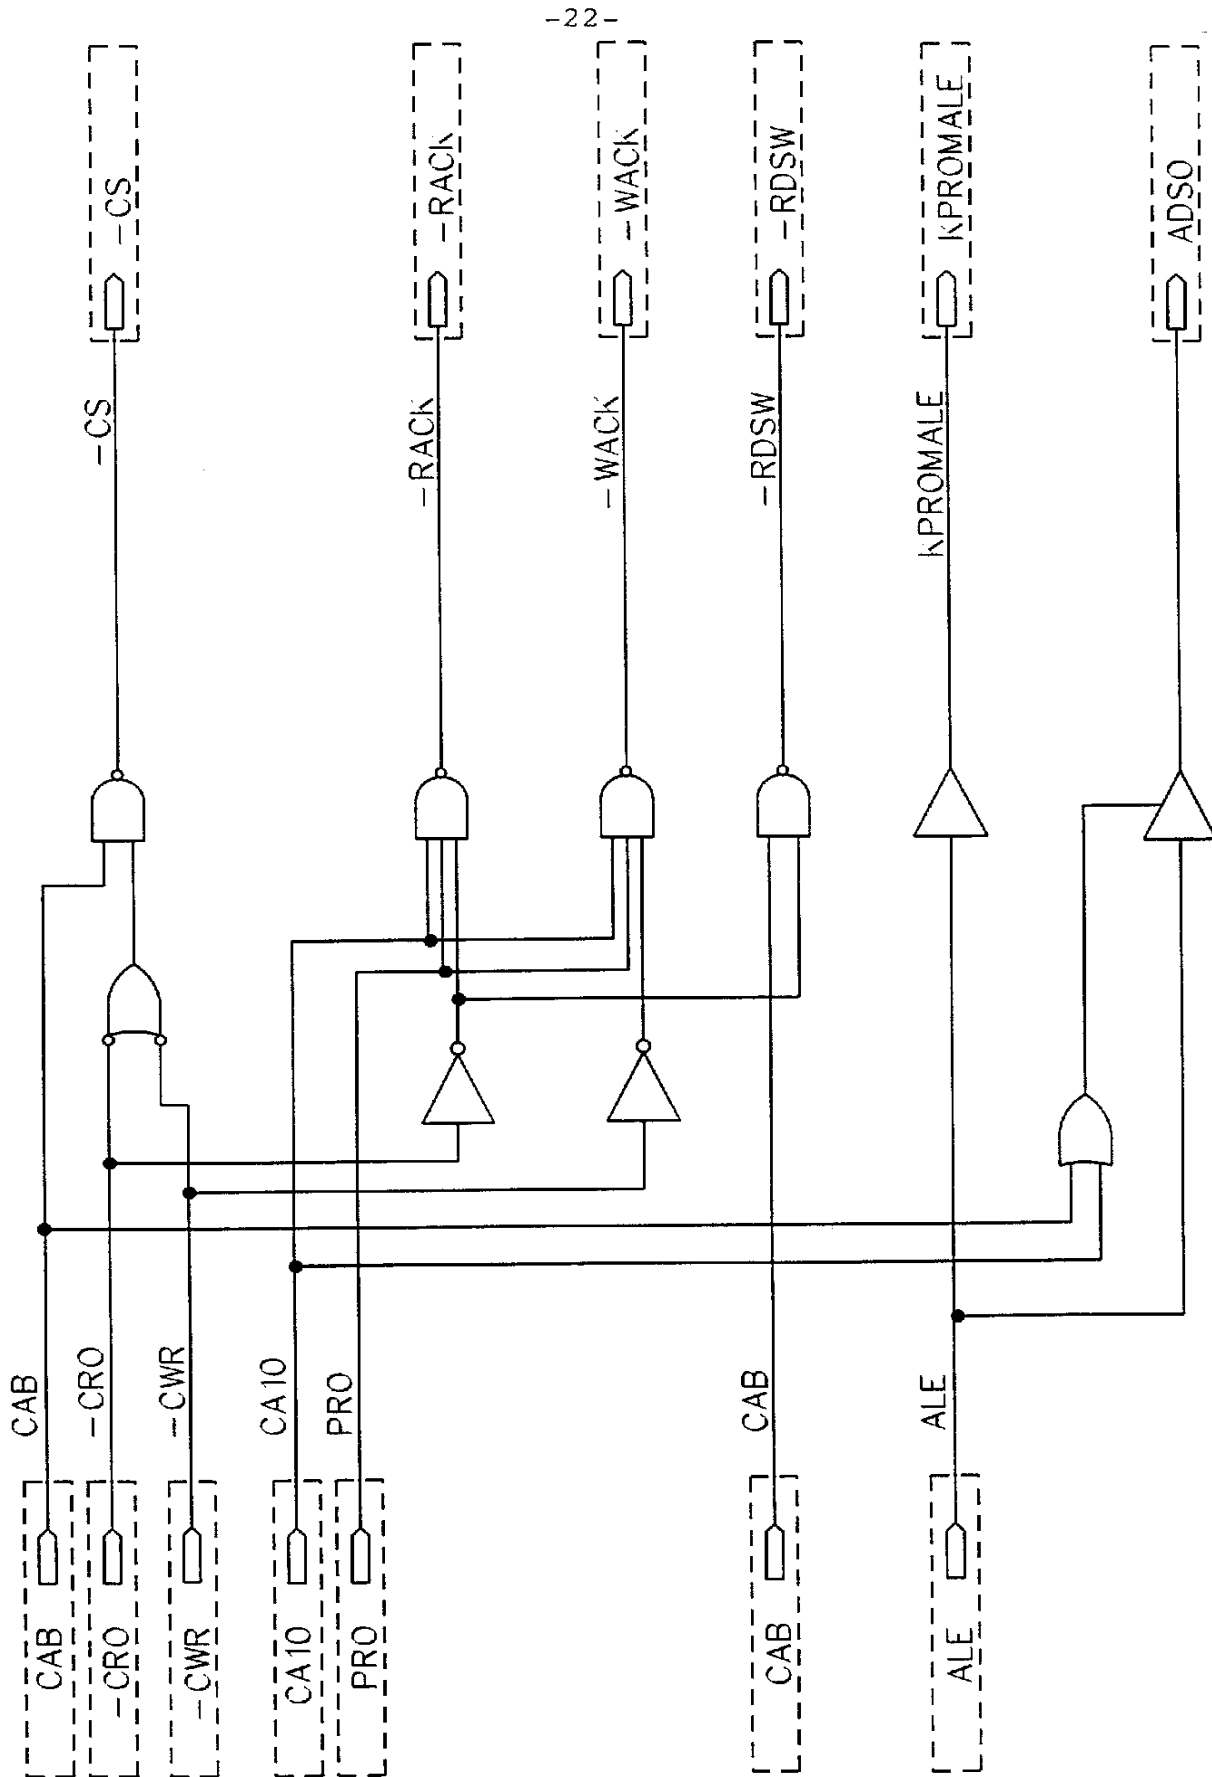 -22-
-CS
-RACK
-WACK
-RDSW
KPROMALE
ADSO
-CS
-RACK
-WACK
-RDSW
KPROMALE
CAB
-CRO
-CWR
CA10
PRO
CAB
ALE
CAB
-CRO
-CWR
CA10
PRO
CAB
ALE